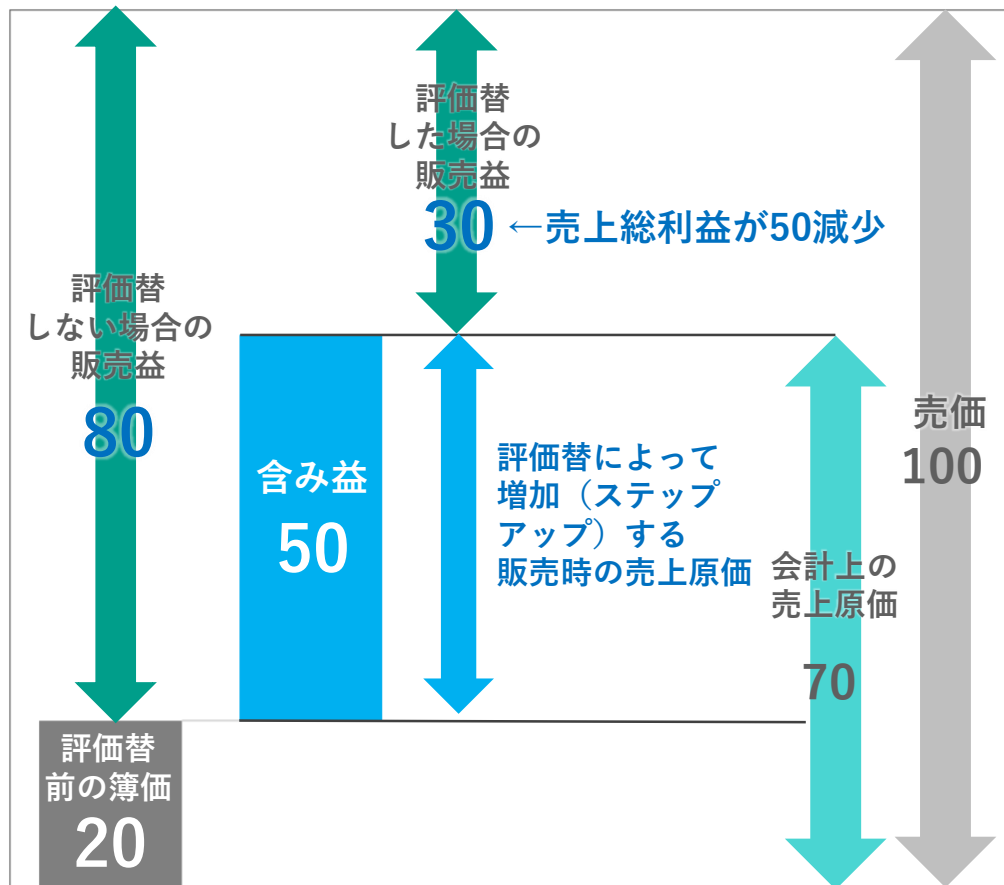 評価替
しない場合の
販売益
80
評価替
前の簿価
20
含み益
50
評価替
した場合の
販売益
30 ←売上総利益が50減少
評価替によって
増加（ステップ
アップ）する
販売時の売上原価
会計上の
売上原価
70
売価
100